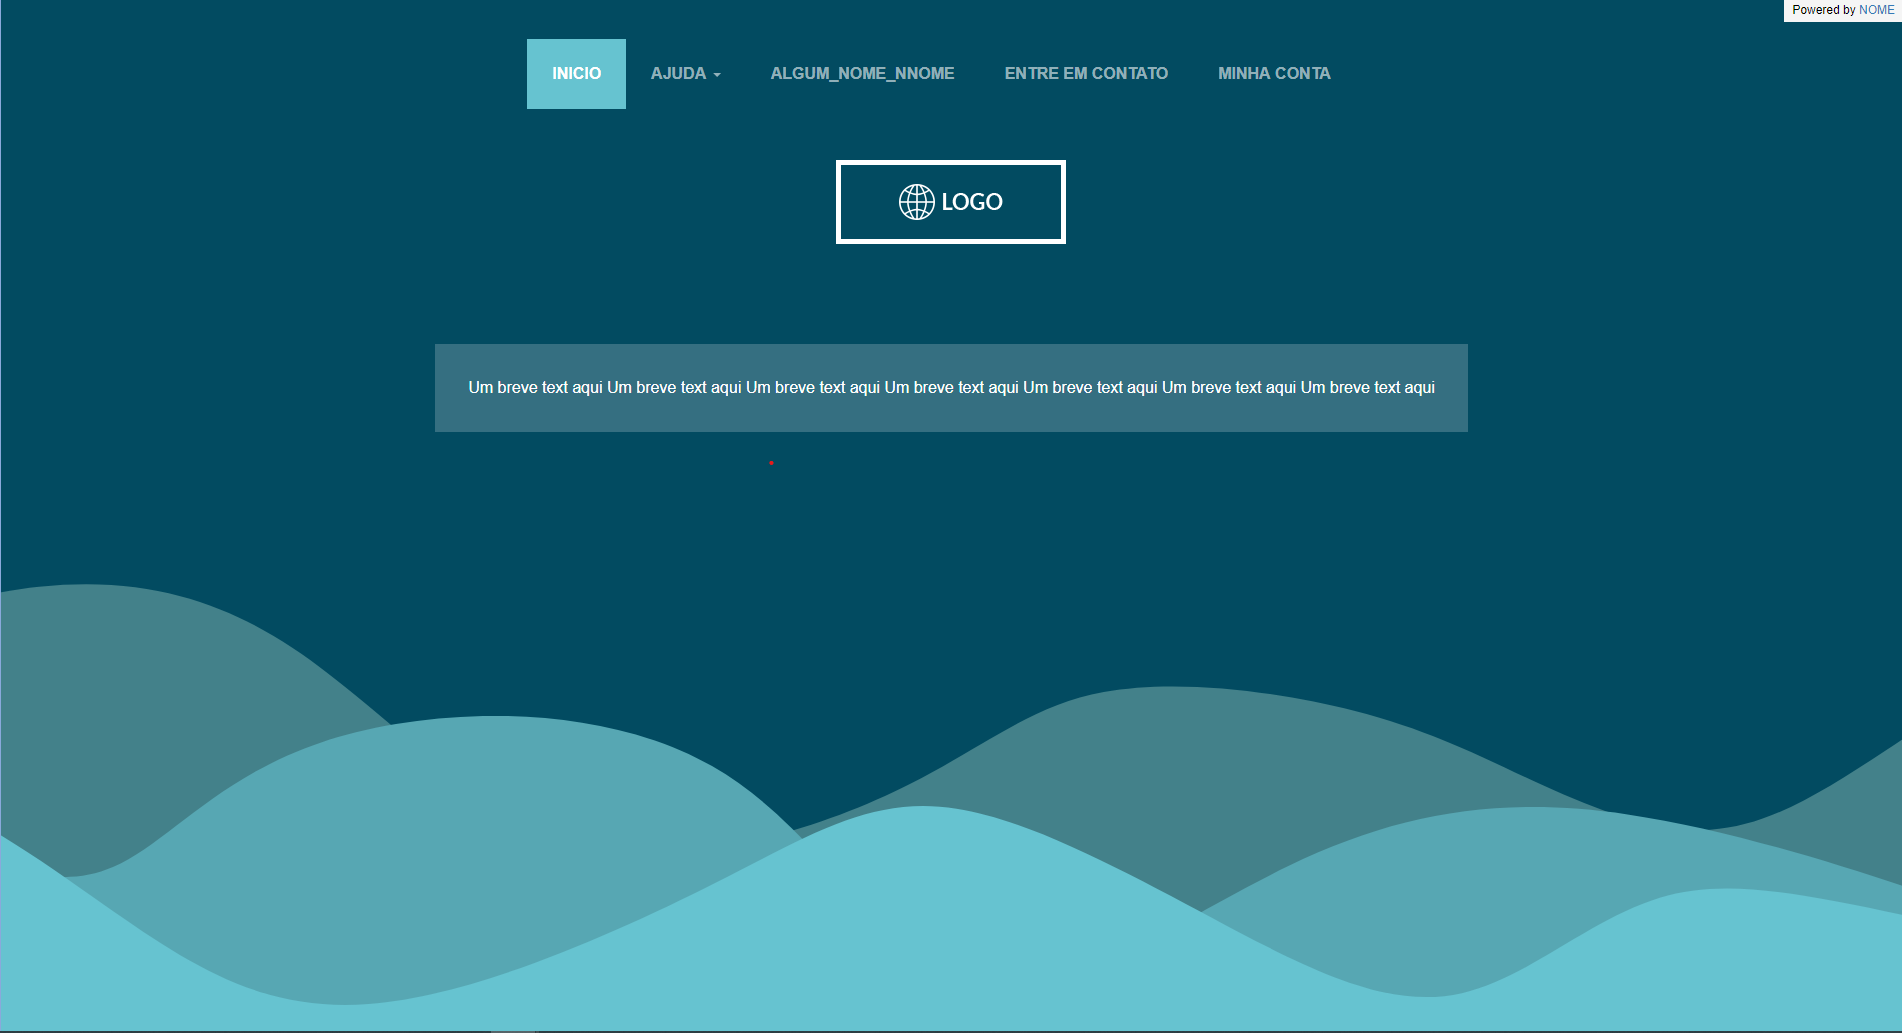 Powered by NOME
INICIO AJUDA ALGUM_NOME_NNOME ENTRE EM CONTATO MINHA CONTA
LOGO
Um breve text aqui Um breve text aqui Um breve text aqui Um breve text aqui Um breve text aqui Um breve text aqui Um breve text aqui